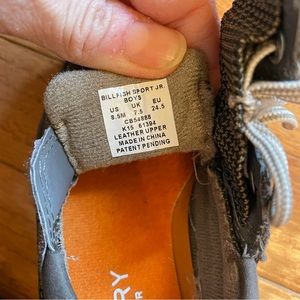 BILLFISH SPORT JR.
BOYS
US UK EU
8.5M 7.5 24.5
CB54888
K15 61394
LEATHER UPPER
MADE IN CHINA
PATENT PENDING
RY
R